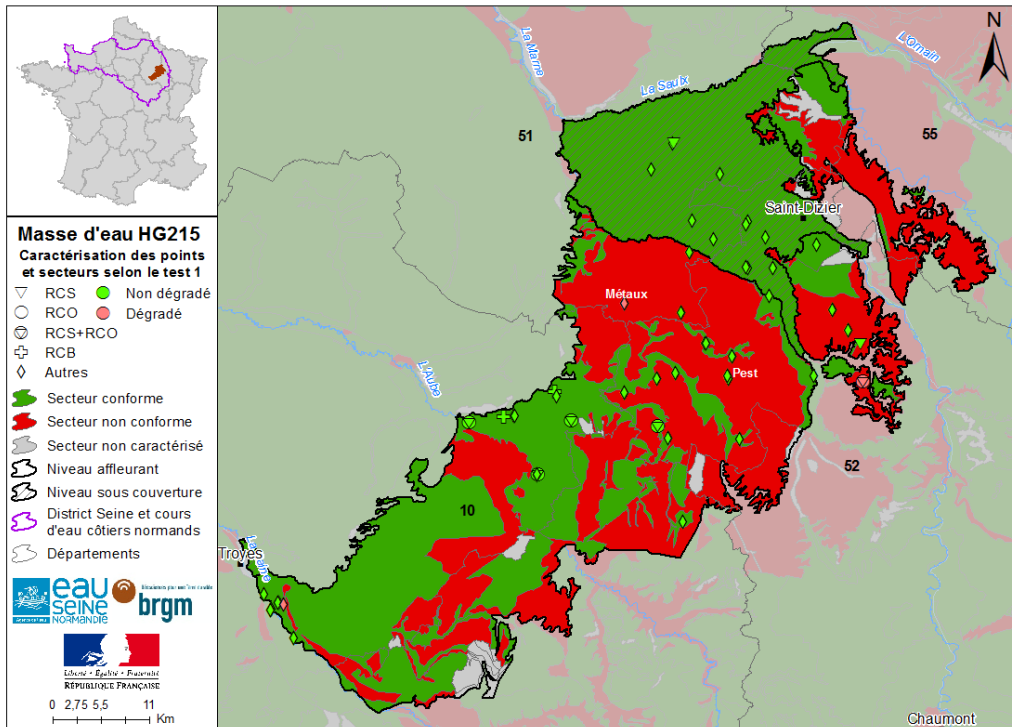 Masse d'eau HG215
Caractérisation des points
et secteurs selon le test 1
RCS
Non dégradé
RCO
Dégradé
RCS+RCO
RCB
Autres
Secteur conforme
Secteur non conforme
Secteur non caractérisé
Niveau affleurant
Niveau sous couverture
District Seine et cours
d'eau côtiers normands
Départements
eau
SEINE
NORMANDIE
brgm
Liberté • Égalité • Fraternité
RÉPUBLIQUE FRANÇAISE
0 2,75 5,5 11
Km
N
La Marne
La Saulx
L'Ornain
51
55
Saint-Dizier
Métaux
L'Aube
Pest
52
10
Troyes
Chaumont